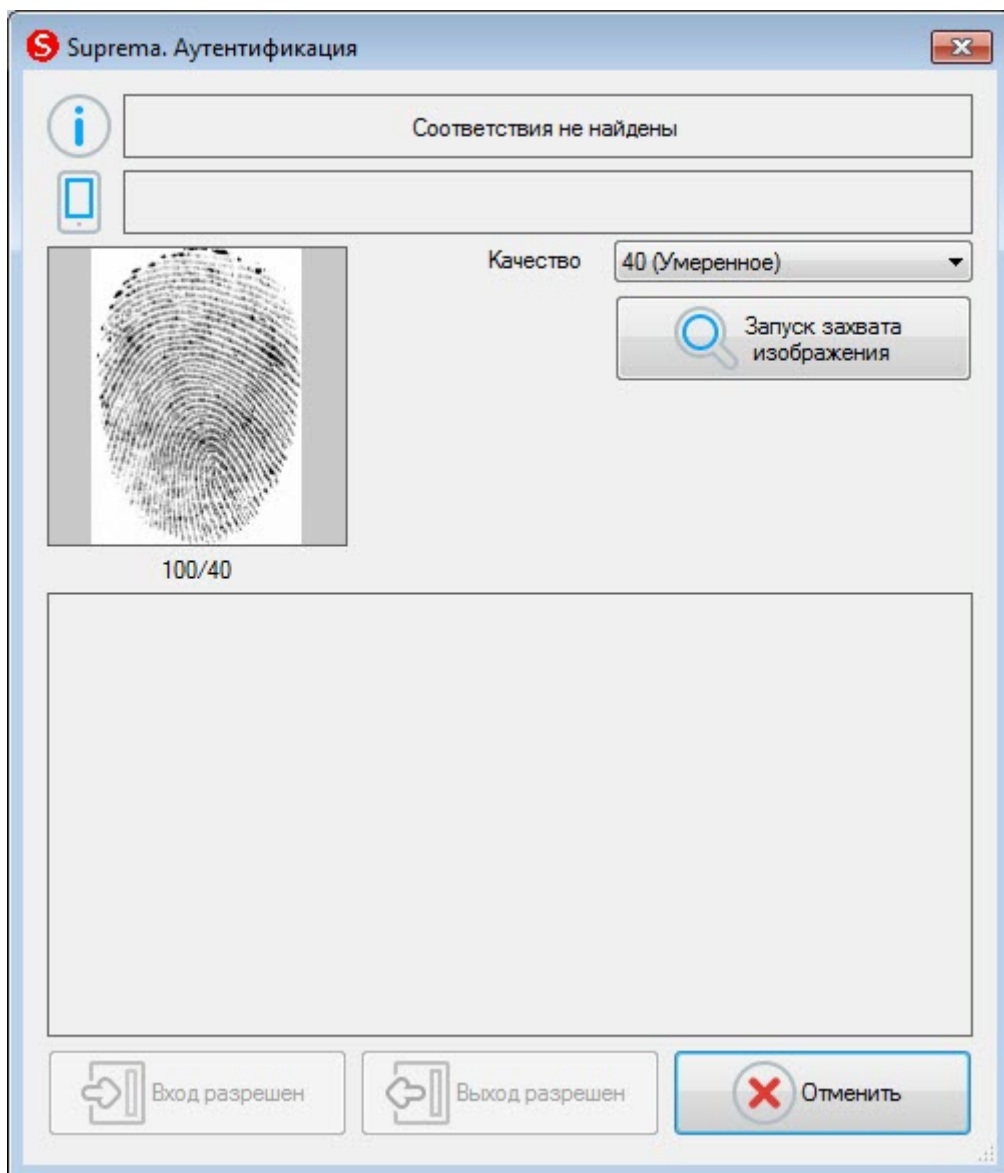 Suprema. Аутентификация
Соответствия не найдены
Качество
40 (Умеренное)
Запуск захвата
изображения
100/40
Вход разрешен
Выход разрешен
Отменить